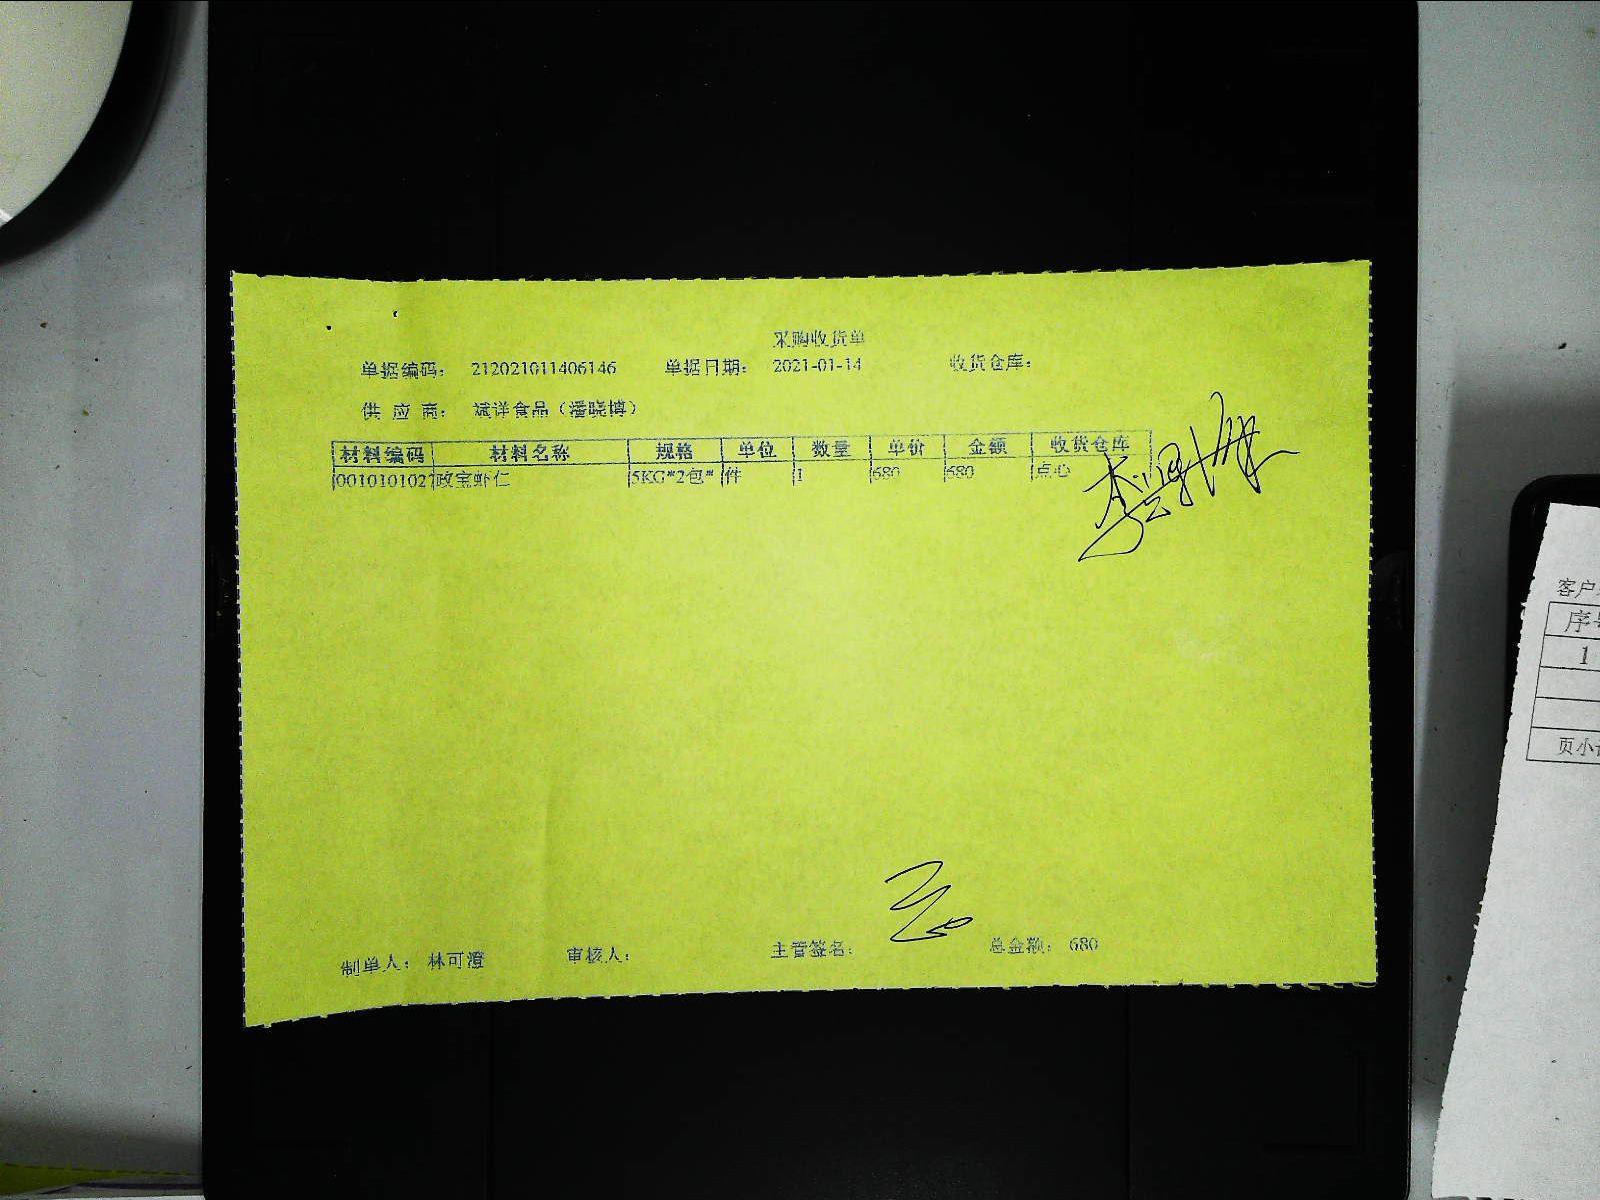 采购收货单
单据编码： 212021011406146 单据日期： 2021-01-14 收货仓库：
供 应 商： 斌洋食品（潘晓博）
材料编码 材料名称 规格 单位 数量 单价 金额 收货仓库
0010101027 政宝虾仁 5KG*2包* 件 1 680 680 点心
制单人： 林可澄 审核人： 主管签名： 总金额： 680
客户
序号
1
页小计